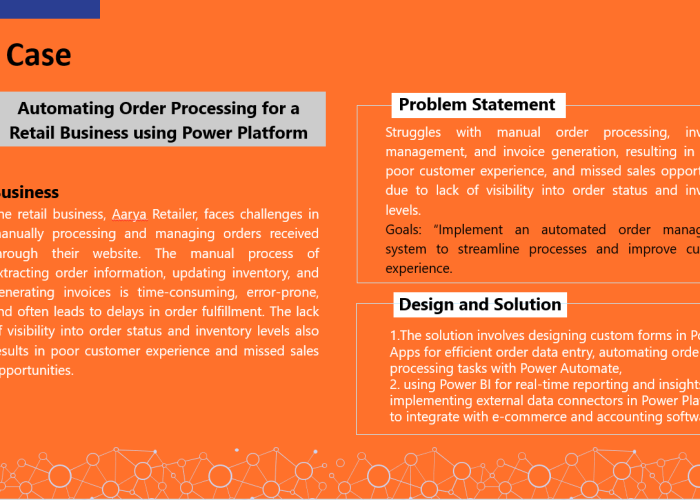 Case
Automating Order Processing for a
Retail Business using Power Platform
usiness
he retail business, Aarya Retailer, faces challenges in
anually processing and managing orders received
hrough their website. The manual process of
xtracting order information, updating inventory, and
enerating invoices is time-consuming, error-prone,
nd often leads to delays in order fulfillment. The lack
f visibility into order status and inventory levels also
esults in poor customer experience and missed sales
pportunities.
Problem Statement
Struggles with manual order processing, inv
management, and invoice generation, resulting in
poor customer experience, and missed sales opport
due to lack of visibility into order status and inv
levels.
Goals: “Implement an automated order manag
system to streamline processes and improve cu
experience.
Design and Solution
1.The solution involves designing custom forms in Po
Apps for efficient order data entry, automating orde
processing tasks with Power Automate,
2. using Power BI for real-time reporting and insights
implementing external data connectors in Power Pla
to integrate with e-commerce and accounting softwa